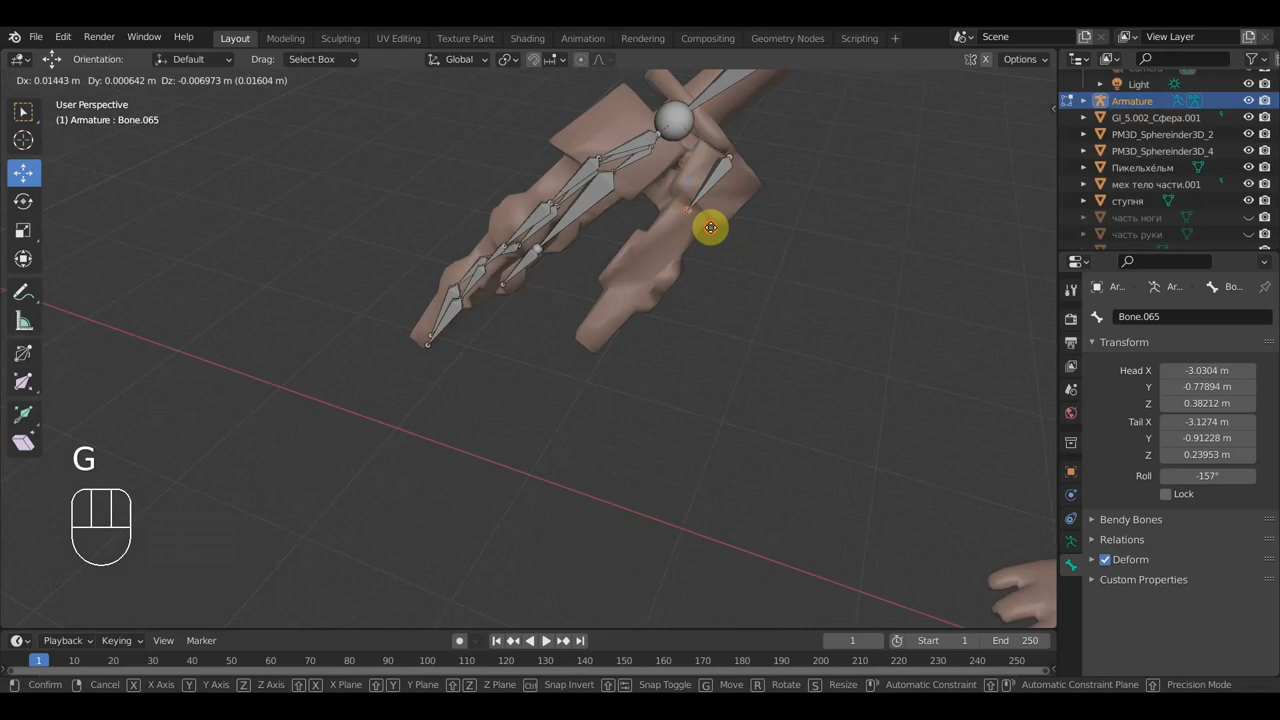 File Edit Render Window Help Layout Modeling Sculpting UV Editing Texture Paint Shading Animation Rendering Compositing Geometry Nodes Scripting + Scene View Layer
Orientation: Default Drag: Select Box Global X Options
Dx: 0.01443 m Dy: 0.000642 m Dz: -0.006973 m (0.01604 m)
User Perspective
(1) Armature : Bone.065
Light
Armature
Gl_5.002_Сфера.001
PM3D_Sphereinder3D_2
PM3D_Sphereinder3D_4
Пикельхе́льм
мех тело части.001
ступня
часть ноги
часть руки
Ar... Ar... Bo...
Bone.065
Transform
Head X -3.0304 m
Y -0.77894 m
Z 0.38212 m
Tail X -3.1274 m
Y -0.91228 m
Z 0.23953 m
Roll -157°
Lock
Bendy Bones
Relations
Deform
Custom Properties
G
Playback Keying View Marker 1 Start 1 End 250
1 10 20 30 40 50 60 70 80 90 100 110 120 130 140 150 160 170 180 190 200 210 220 230 240 250
Confirm Cancel X X Axis Y Y Axis Z Z Axis X X Plane Y Y Plane Z Z Plane Ctrl Snap Invert Snap Toggle G Move R Rotate S Resize Automatic Constraint Automatic Constraint Plane Precision Mode